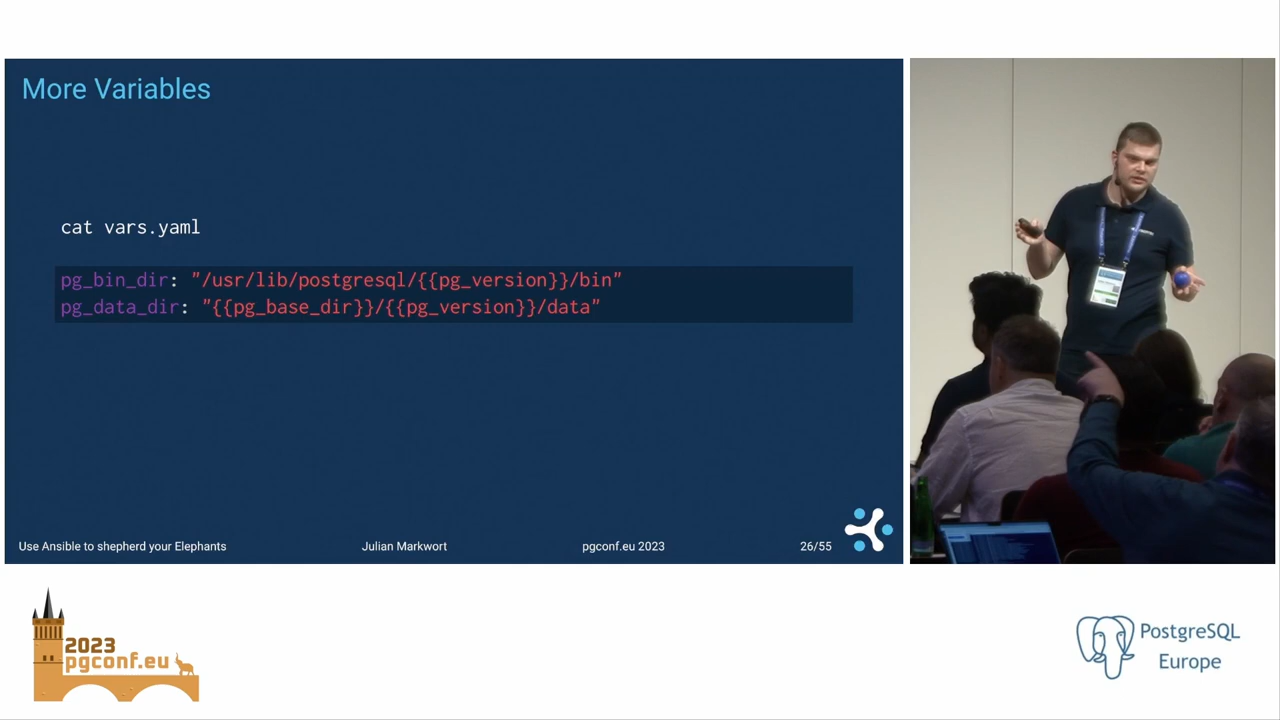 More Variables
cat vars.yaml
pg_bin_dir: "/usr/lib/postgresql/{{pg_version}}/bin"
pg_data_dir: "{{pg_base_dir}}/{{pg_version}}/data"
Use Ansible to shepherd your Elephants
Julian Markwort
pgconf.eu 2023
26/55
2023
pgconf.eu
PostgreSQL
Europe